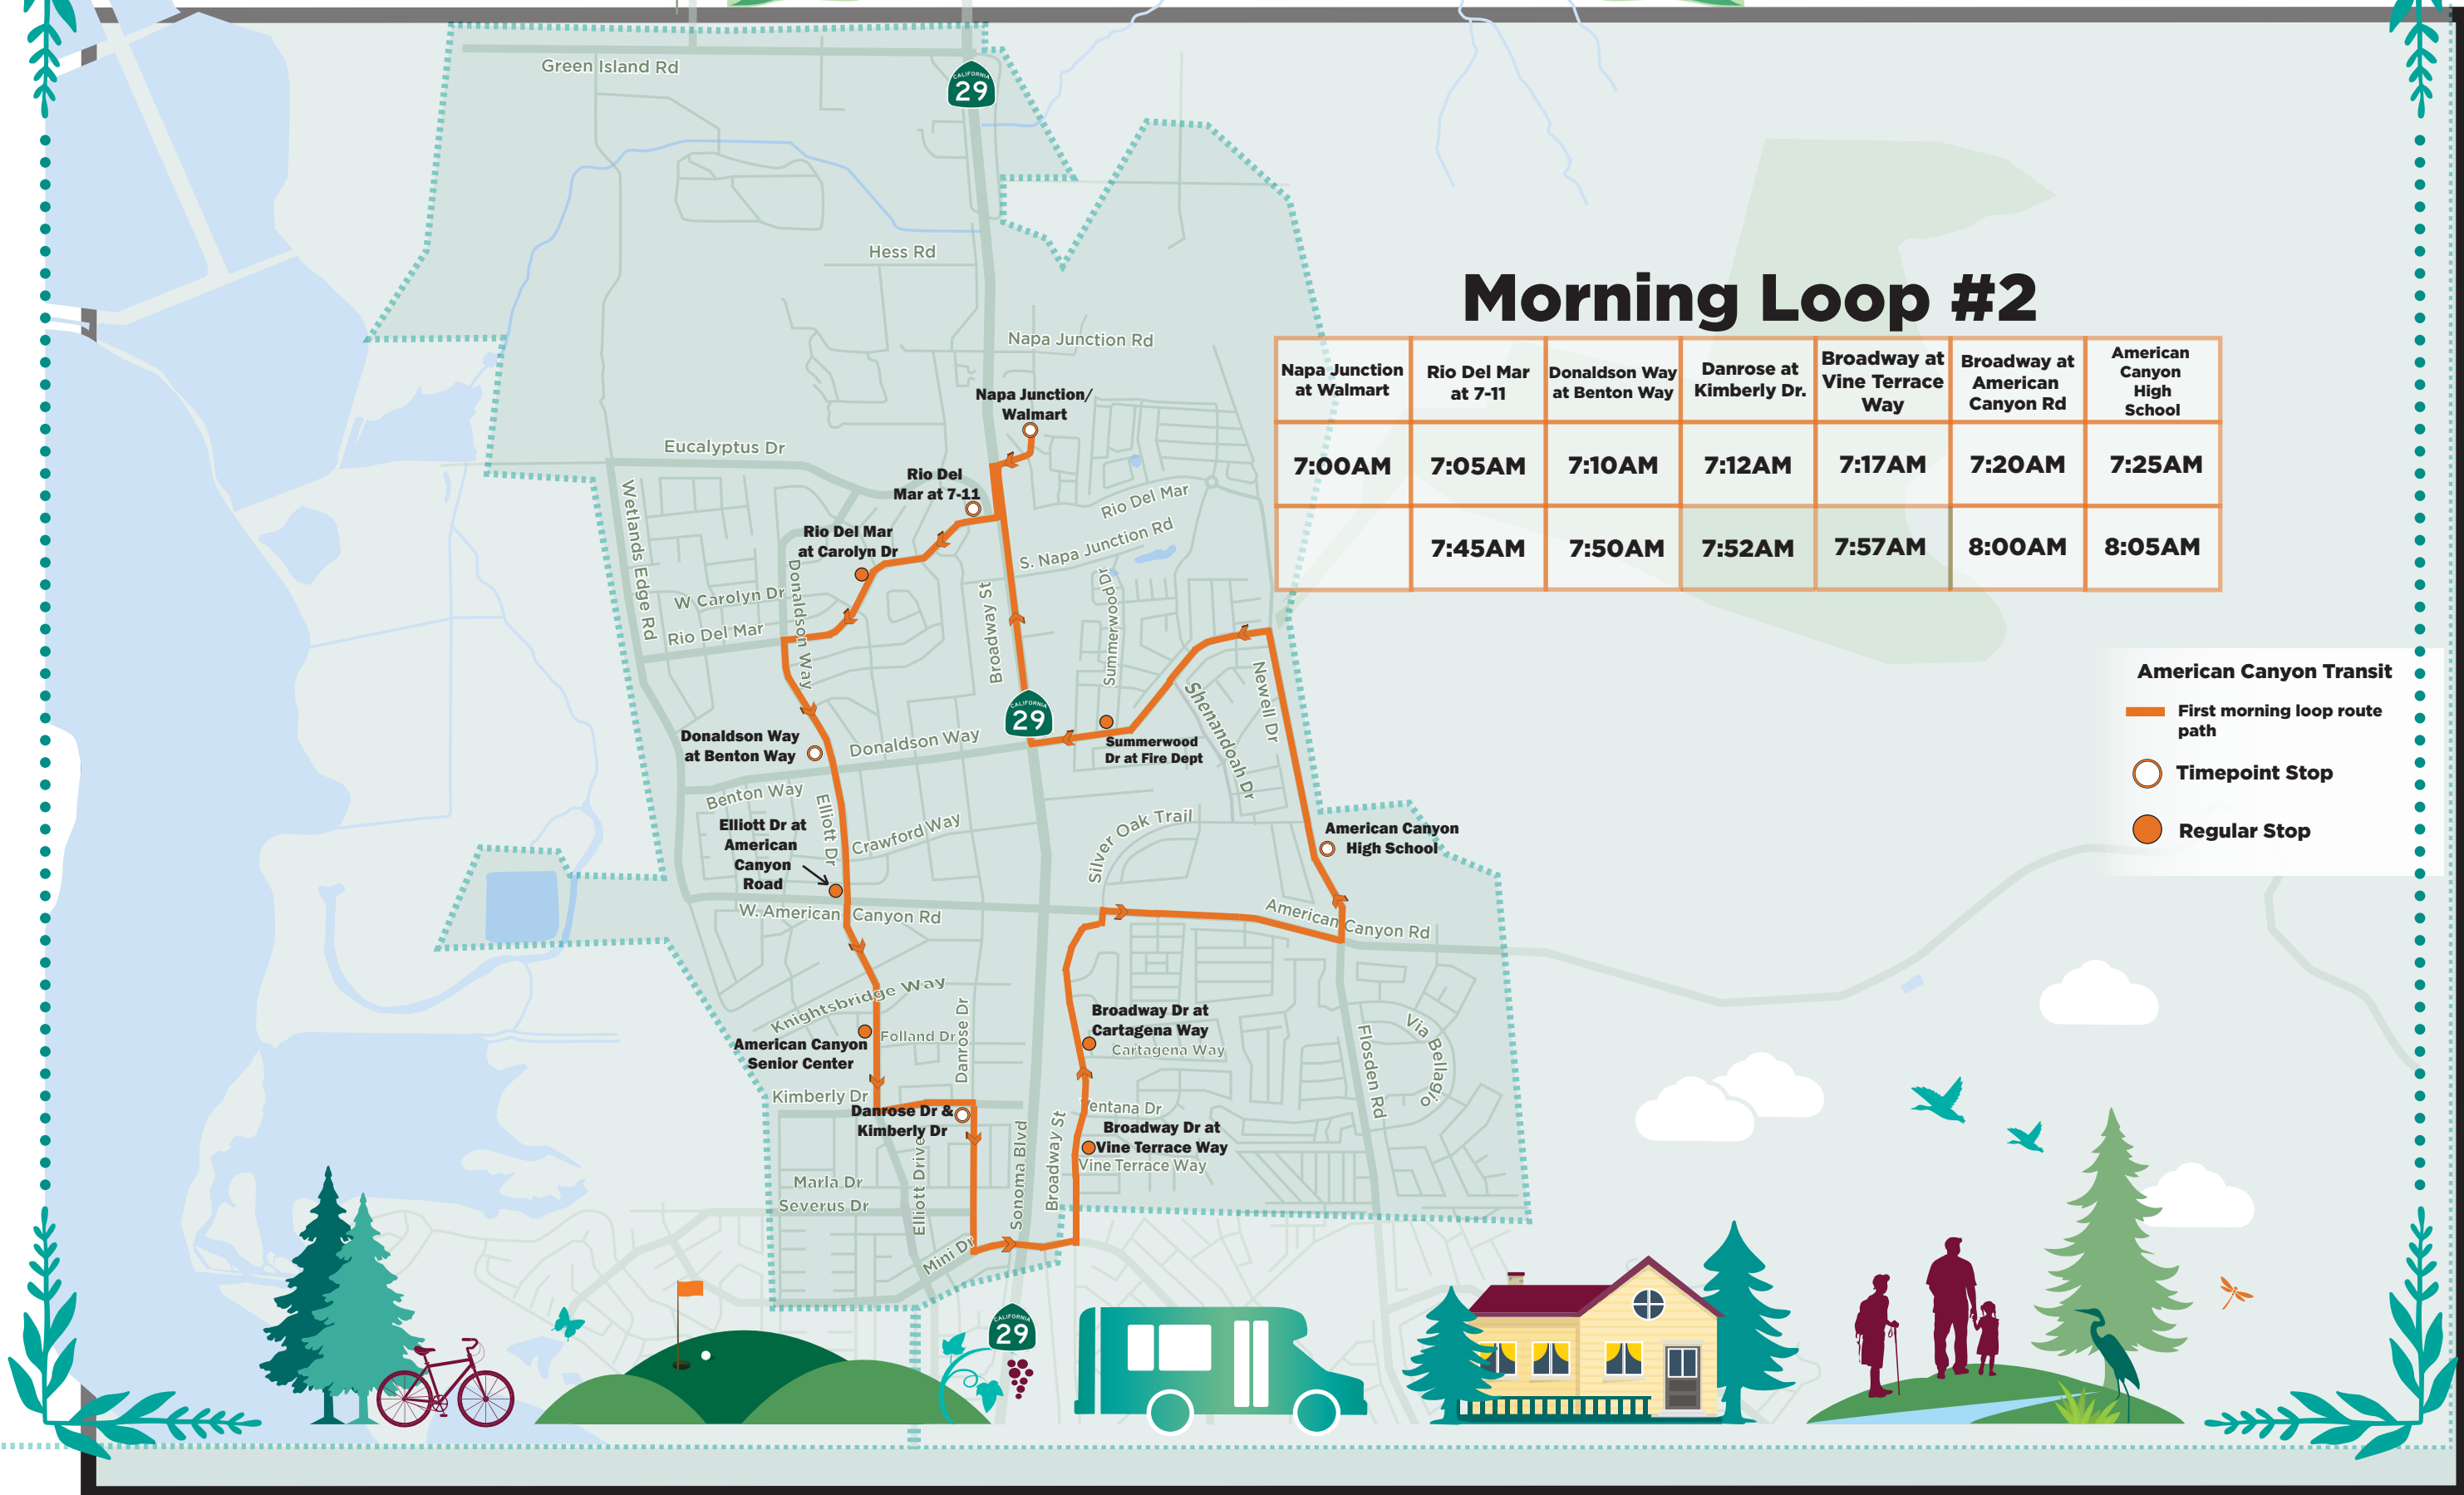 Green Island Rd
CALIFORNIA
29
Hess Rd
Morning Loop #2
Napa Junction
at Walmart
Rio Del Mar
at 7-11
Donaldson Way
at Benton Way
Danrose at
Kimberly Dr.
Broadway at
Vine Terrace
Way
Broadway at
American
Canyon Rd
American
Canyon
High
School
7:00AM
7:05AM
7:10AM
7:12AM
7:17AM
7:20AM
7:25AM
7:45AM
7:50AM
7:52AM
7:57AM
8:00AM
8:05AM
Napa Junction Rd
Napa Junction/
Walmart
Eucalyptus Dr
Rio Del
Mar at 7-11
Wetlands Edge Rd
Rio Del Mar
S. Napa Junction Rd
Rio Del Mar
at Carolyn Dr
Donaldson Way
W Carolyn Dr
Rio Del Mar
Broadway St
Summerwood Dr
Newell Dr
Shenandoah Dr
CALIFORNIA
29
Donaldson Way
at Benton Way
Donaldson Way
Summerwood
Dr at Fire Dept
Benton Way
Elliott Dr
Crawford Way
Silver Oak Trail
Elliott Dr at
American
Canyon
Road
American Canyon
High School
W. American Canyon Rd
American Canyon Rd
Knightsbridge Way
Folland Dr
Danrose Dr
American Canyon
Senior Center
Broadway Dr at
Cartagena Way
Cartagena Way
Flosden Rd
Via Bellagio
Kimberly Dr
Danrose Dr &
Kimberly Dr
Ventana Dr
Broadway Dr at
Vine Terrace Way
Vine Terrace Way
Elliott Drive
Sonoma Blvd
Broadway St
Marla Dr
Severus Dr
Mini Dr
CALIFORNIA
29
American Canyon Transit
First morning loop route
path
Timepoint Stop
Regular Stop